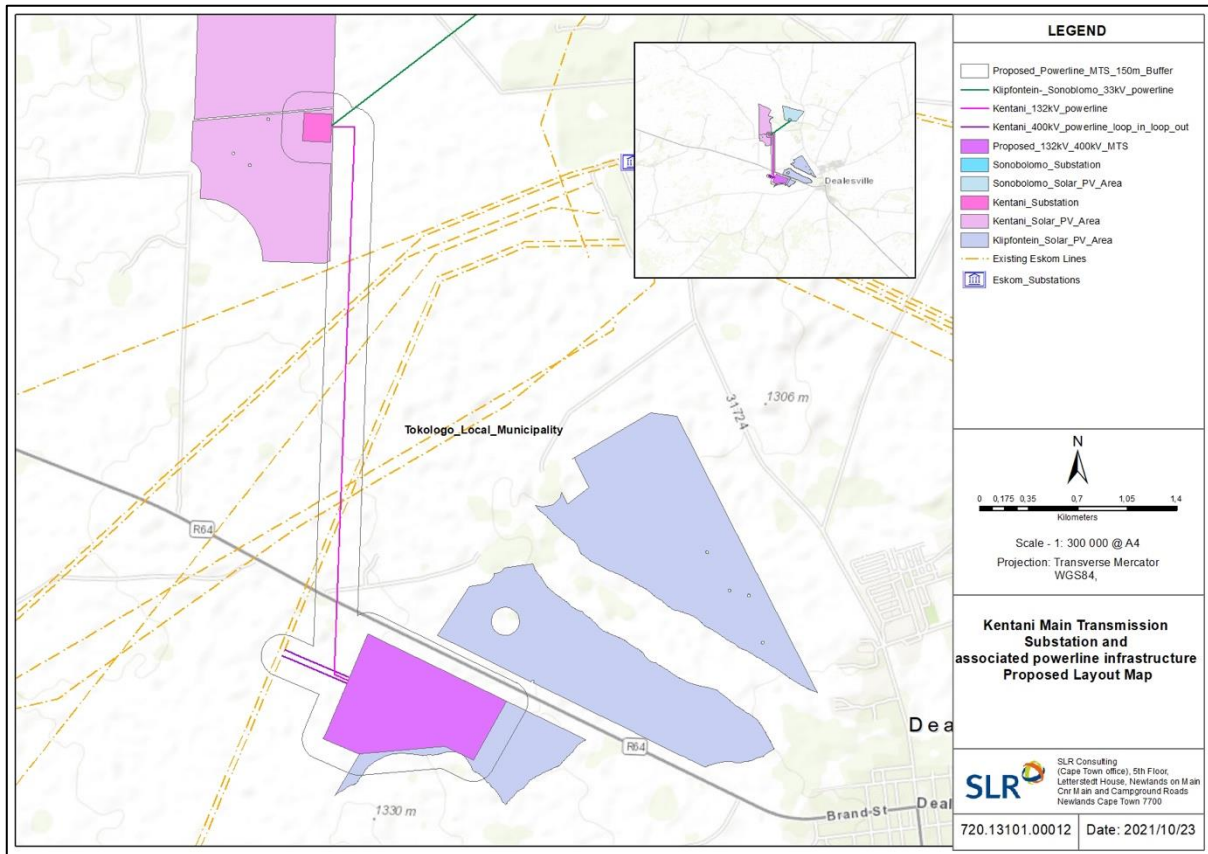 R64
Tokologo_Local_Municipality
31724
1306 m
R64
Dea
1330 m
Brand-St
Deal
Dealesville
LEGEND
Proposed_Powerline_MTS_150m_Buffer
Klipfontein-_Sonoblomo_33kV_powerline
Kentani_132kV_powerline
Kentani_400kV_powerline_loop_in_loop_out
Proposed_132kV_400kV_MTS
Sonobolomo_Substation
Sonobolomo_Solar_PV_Area
Kentani_Substation
Kentani_Solar_PV_Area
Klipfontein_Solar_PV_Area
Existing Eskom Lines
Eskom_Substations
N
0 0,175 0,35 0,7 1,05 1,4
Kilometers
Scale - 1: 300 000 @ A4
Projection: Transverse Mercator
WGS84,
Kentani Main Transmission
Substation and
associated powerline infrastructure
Proposed Layout Map
SLR
SLR Consulting
(Cape Town office), 5th Floor,
Letterstedt House, Newlands on Main
Cnr Main and Campground Roads
Newlands Cape Town 7700
720.13101.00012
Date: 2021/10/23